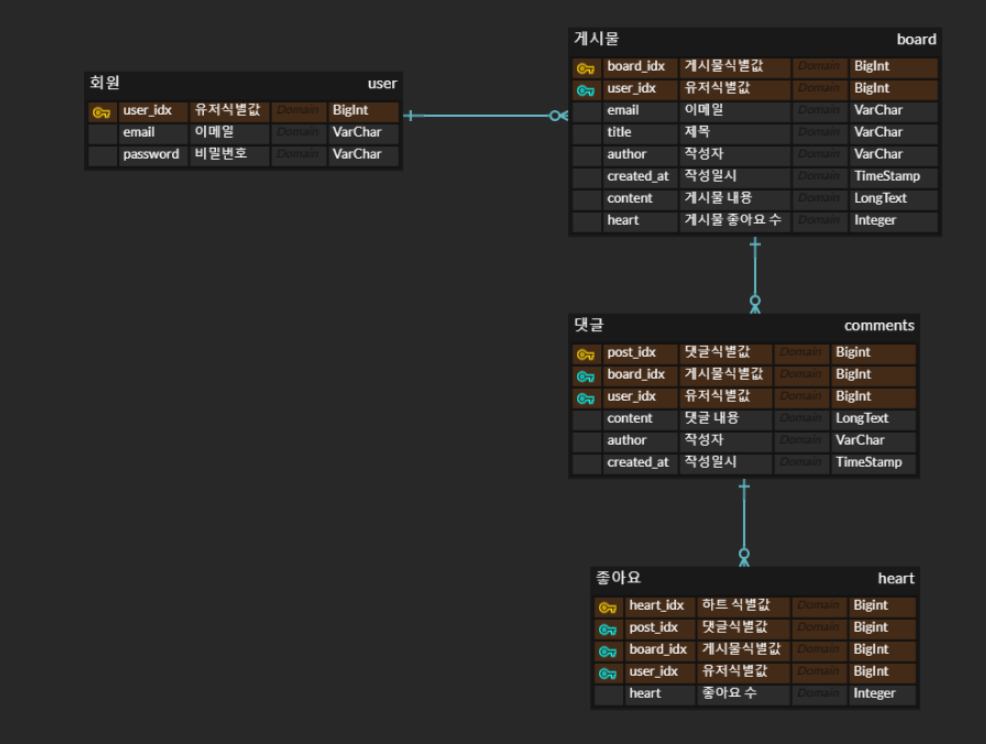 회원 user
user_idx 유저식별값 Domain BigInt
email 이메일 Domain VarChar
password 비밀번호 Domain VarChar
게시물 board
board_idx 게시물식별값 Domain BigInt
user_idx 유저식별값 Domain BigInt
email 이메일 Domain VarChar
title 제목 Domain VarChar
author 작성자 Domain VarChar
created_at 작성일시 Domain TimeStamp
content 게시물 내용 Domain LongText
heart 게시물 좋아요 수 Domain Integer
댓글 comments
post_idx 댓글식별값 Domain Bigint
board_idx 게시물식별값 Domain BigInt
user_idx 유저식별값 Domain BigInt
content 댓글 내용 Domain LongText
author 작성자 Domain VarChar
created_at 작성일시 Domain TimeStamp
좋아요 heart
heart_idx 하트 식별값 Domain Bigint
post_idx 댓글식별값 Domain Bigint
board_idx 게시물식별값 Domain BigInt
user_idx 유저식별값 Domain BigInt
heart 좋아요 수 Domain Integer